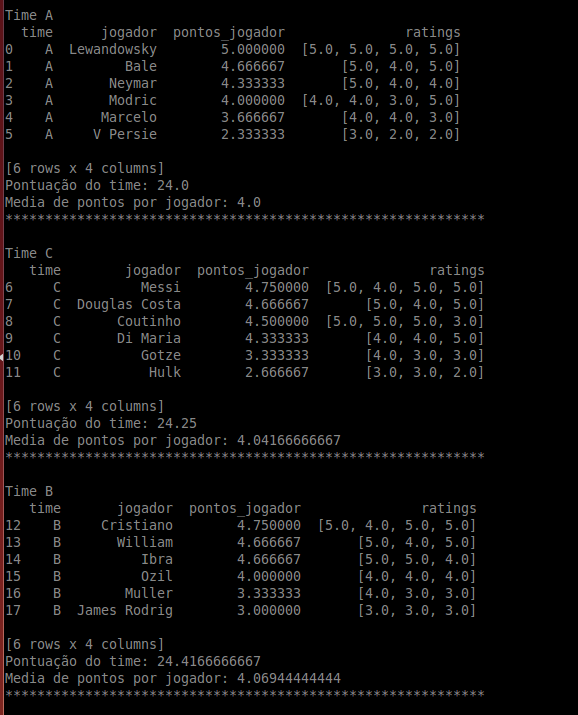 Time A
time jogador pontos_jogador ratings
0 A Lewandowsky 5.000000 [5.0, 5.0, 5.0, 5.0]
1 A Bale 4.666667 [5.0, 4.0, 5.0]
2 A Neymar 4.333333 [5.0, 4.0, 4.0]
3 A Modric 4.000000 [4.0, 4.0, 3.0, 5.0]
4 A Marcelo 3.666667 [4.0, 4.0, 3.0]
5 A V Persie 2.333333 [3.0, 2.0, 2.0]
[6 rows x 4 columns]
Pontuação do time: 24.0
Media de pontos por jogador: 4.0
************************************************************
Time C
time jogador pontos_jogador ratings
6 C Messi 4.750000 [5.0, 4.0, 5.0, 5.0]
7 C Douglas Costa 4.666667 [5.0, 4.0, 5.0]
8 C Coutinho 4.500000 [5.0, 5.0, 5.0, 3.0]
9 C Di Maria 4.333333 [4.0, 4.0, 5.0]
10 C Gotze 3.333333 [4.0, 3.0, 3.0]
11 C Hulk 2.666667 [3.0, 3.0, 2.0]
[6 rows x 4 columns]
Pontuação do time: 24.25
Media de pontos por jogador: 4.04166666667
************************************************************
Time B
time jogador pontos_jogador ratings
12 B Cristiano 4.750000 [5.0, 4.0, 5.0, 5.0]
13 B William 4.666667 [5.0, 4.0, 5.0]
14 B Ibra 4.666667 [5.0, 5.0, 4.0]
15 B Ozil 4.000000 [4.0, 4.0, 4.0]
16 B Muller 3.333333 [4.0, 3.0, 3.0]
17 B James Rodrig 3.000000 [3.0, 3.0, 3.0]
[6 rows x 4 columns]
Pontuação do time: 24.4166666667
Media de pontos por jogador: 4.06944444444
************************************************************